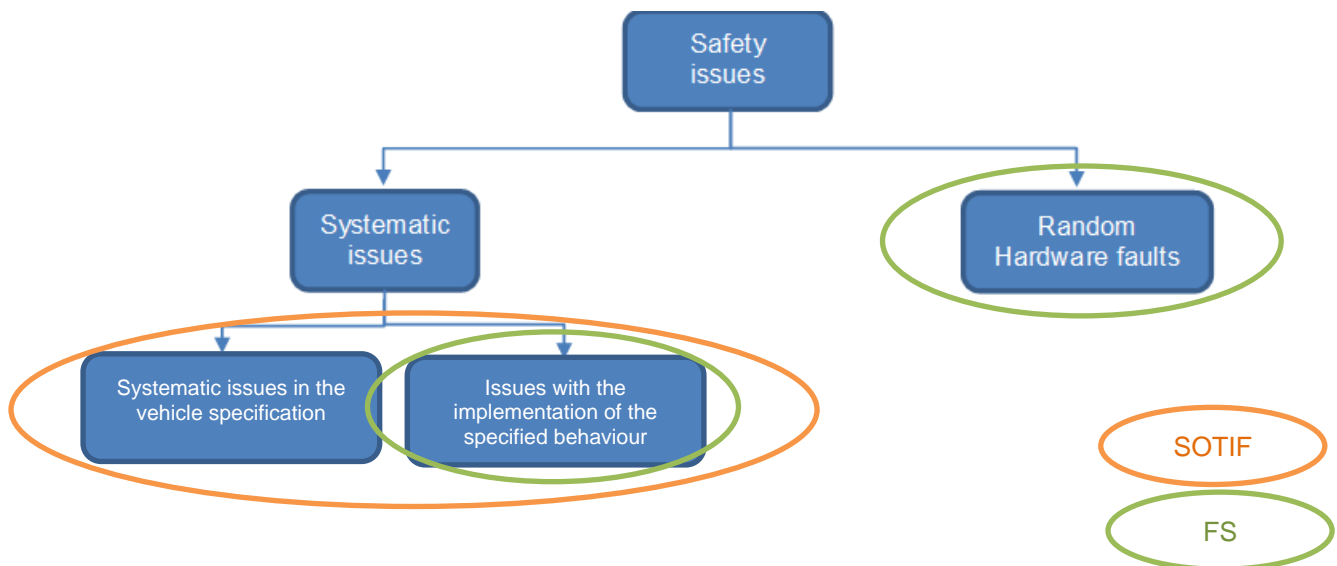 Safety
issues
Systematic
issues
Random
Hardware faults
Systematic issues in the
vehicle specification
Issues with the
implementation of the
specified behaviour
SOTIF
FS